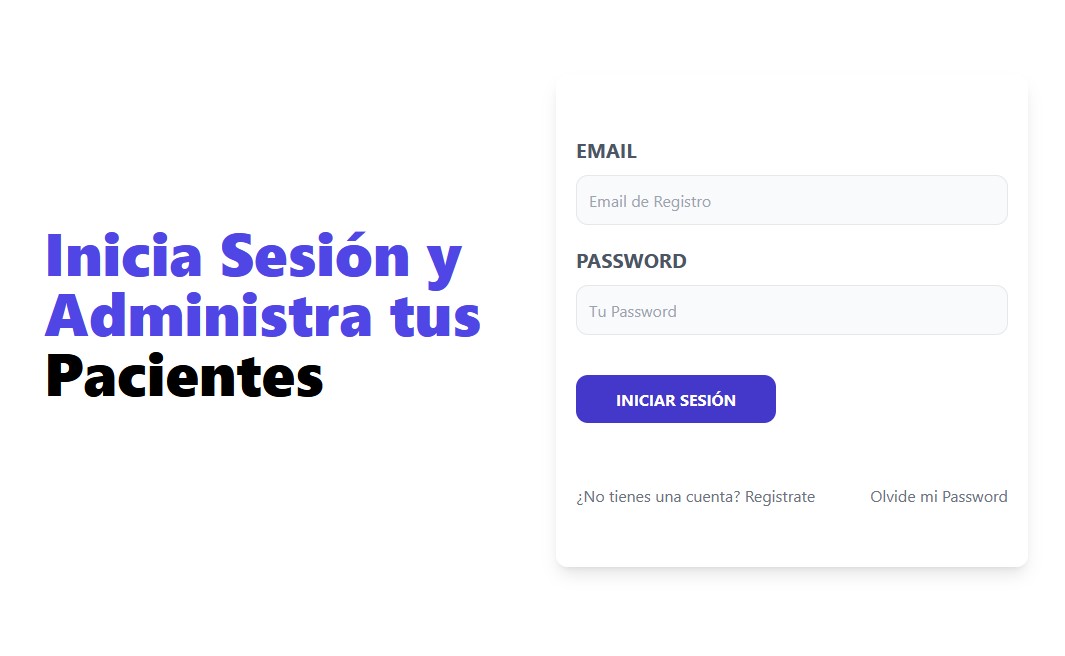 Inicia Sesión y
Administra tus
Pacientes
EMAIL
Email de Registro
PASSWORD
Tu Password
INICIAR SESIÓN
¿No tienes una cuenta? Registrate
Olvide mi Password